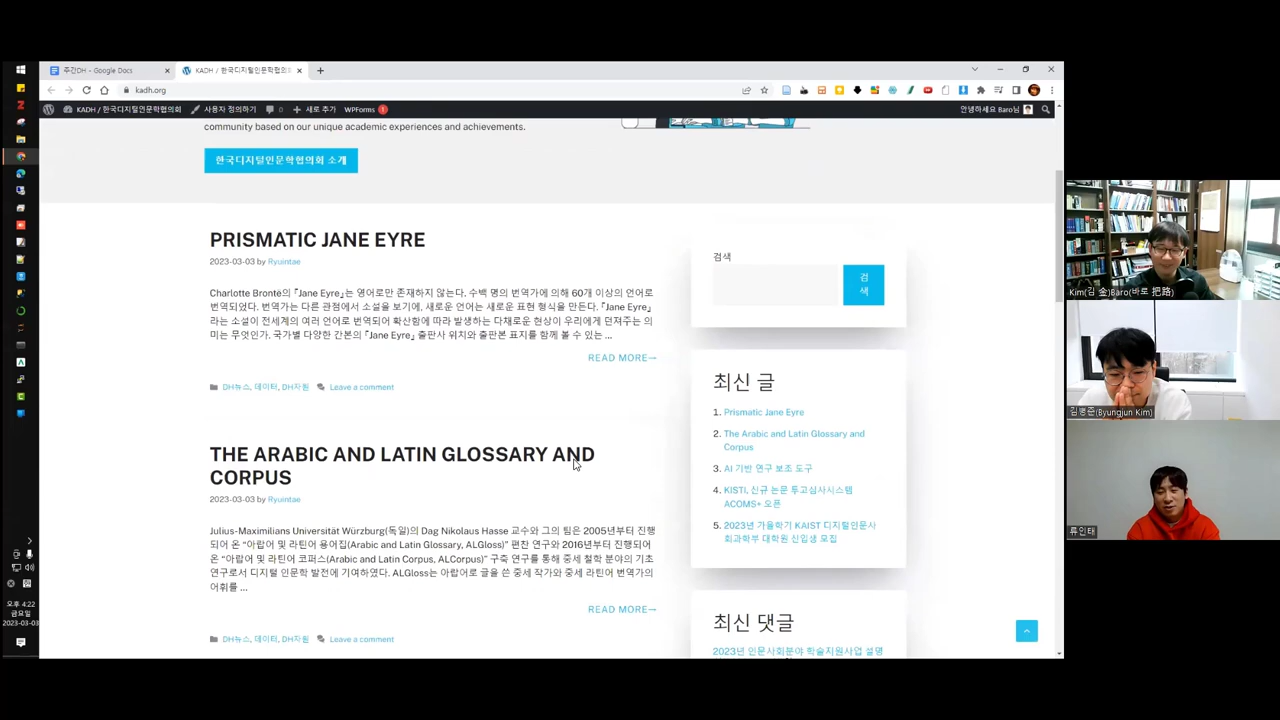 주간DH - Google Docs
KADH / 한국디지털인문학협의
kadh.org
KADH / 한국디지털인문학협의회
사용자 정의하기
0
새로 추가
WPForms 1
안녕하세요 Baro님
community based on our unique academic experiences and achievements.
한국디지털인문학협의회 소개
PRISMATIC JANE EYRE
2023-03-03 by Ryuintae
Charlotte Brontë의 『Jane Eyre』는 영어로만 존재하지 않는다. 수백 명의 번역가에 의해 60개 이상의 언어로
번역되었다. 번역가는 다른 관점에서 소설을 보기에, 새로운 언어는 새로운 표현 형식을 만든다. 『Jane Eyre』
라는 소설이 전세계의 여러 언어로 번역되어 확산함에 따라 발생하는 다채로운 현상이 우리에게 던져주는 의
미는 무엇인가. 국가별 다양한 간본의 『Jane Eyre』 출판사 위치와 출판본 표지를 함께 볼 수 있는 ...
READ MORE
DH뉴스, 데이터, DH자원
Leave a comment
THE ARABIC AND LATIN GLOSSARY AND
CORPUS
2023-03-03 by Ryuintae
Julius-Maximilians Universität Würzburg(독일)의 Dag Nikolaus Hasse 교수와 그의 팀은 2005년부터 진행
되어 온 “아랍어 및 라틴어 용어집(Arabic and Latin Glossary, ALGloss)” 편찬 연구와 2016년부터 진행되어
온 “아랍어 및 라틴어 코퍼스(Arabic and Latin Corpus, ALCorpus)” 구축 연구를 통해 중세 철학 분야의 기초
연구로서 디지털 인문학 발전에 기여하였다. ALGloss는 아랍어로 글을 쓴 중세 작가와 중세 라틴어 번역가의
어휘를 ...
READ MORE
DH뉴스, 데이터, DH자원
Leave a comment
검색
검
색
최신 글
1. Prismatic Jane Eyre
2. The Arabic and Latin Glossary and
Corpus
3. AI 기반 연구 보조 도구
4. KISTI, 신규 논문 투고심사시스템
ACOMS+ 오픈
5. 2023년 가을학기 KAIST 디지털인문사
회과학부 대학원 신입생 모집
최신 댓글
2023년 인문사회분야 학술지원사업 설명
Kim(김 金)Baro(바로 把路)
김병준(Byungjun Kim)
류인태
오후 4:22
금요일
2023-03-03